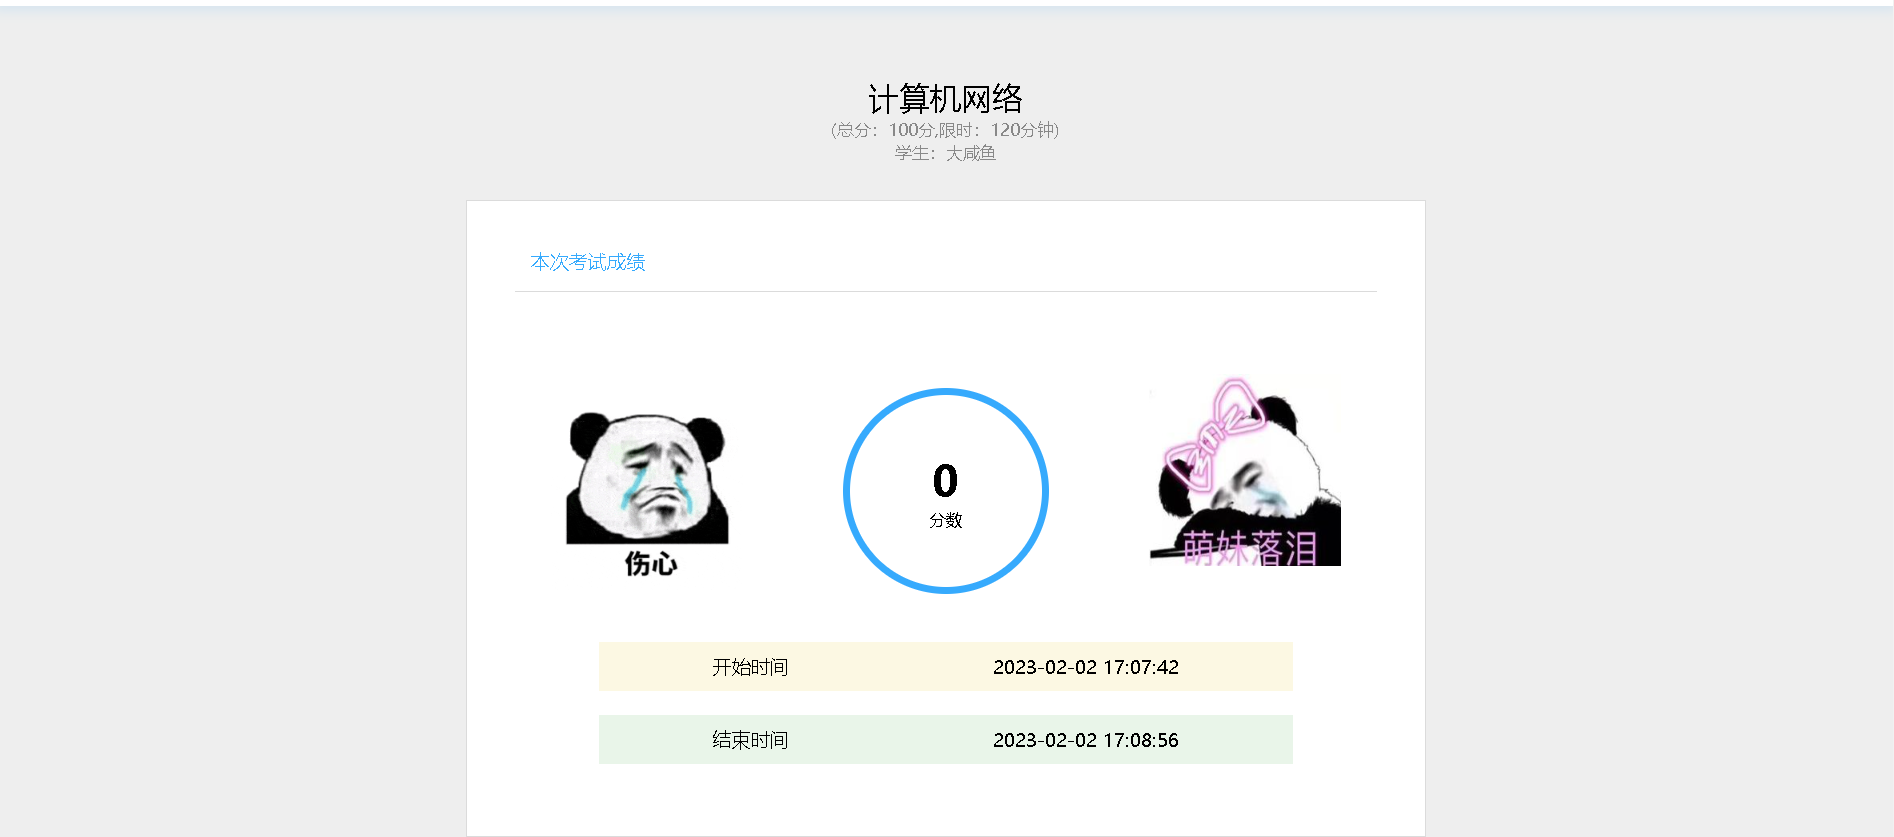 计算机网络
(总分：100分,限时：120分钟)
学生：大咸鱼
本次考试成绩
0
分数
伤心
萌妹落泪
开始时间 2023-02-02 17:07:42
结束时间 2023-02-02 17:08:56